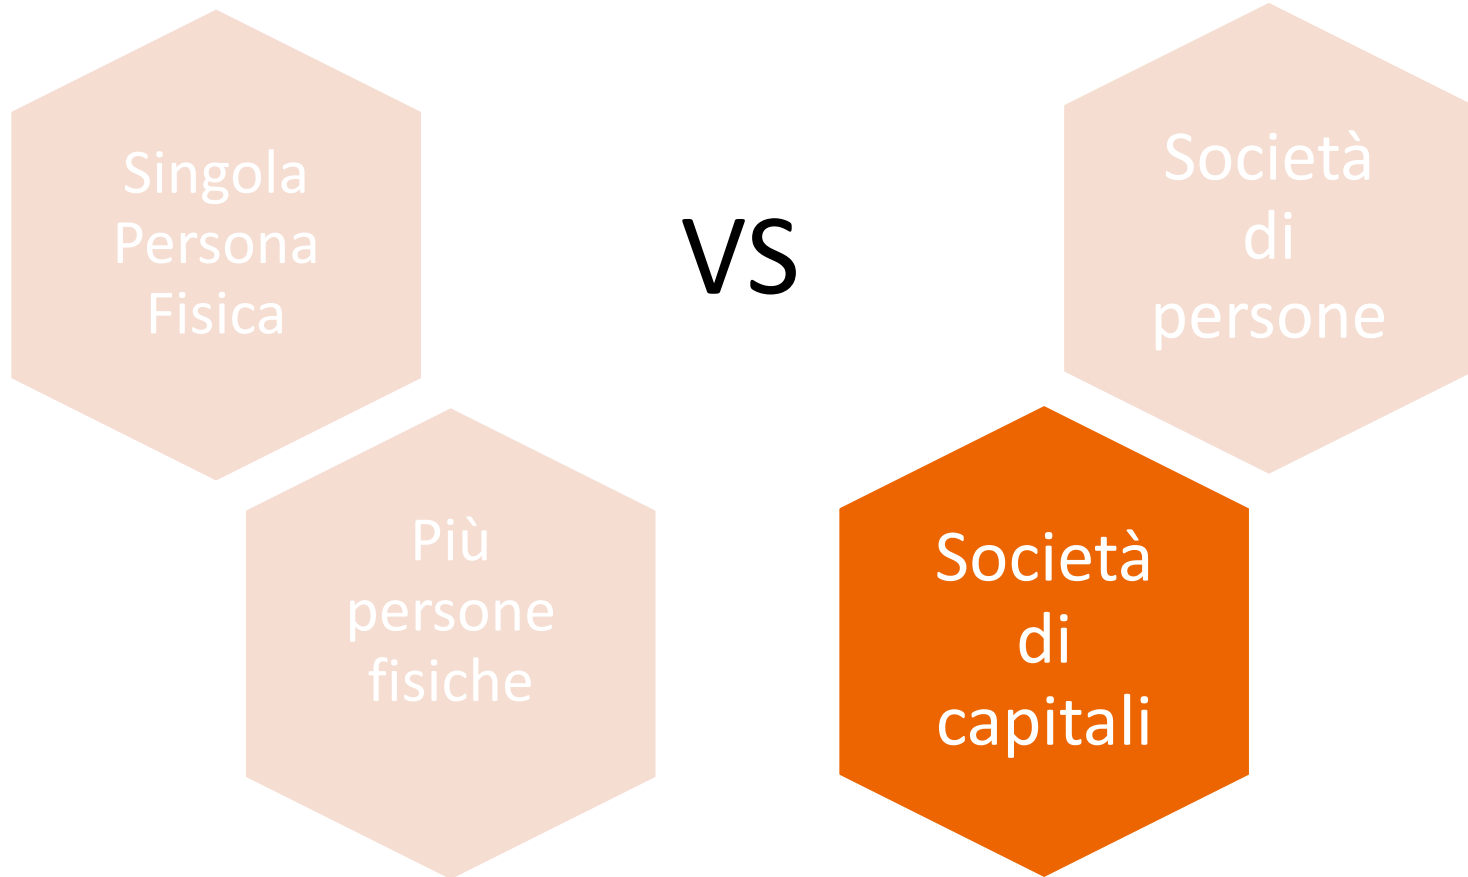 Singola
Persona
Fisica
VS
Società
di
persone
Più
persone
fisiche
Società
di
capitali